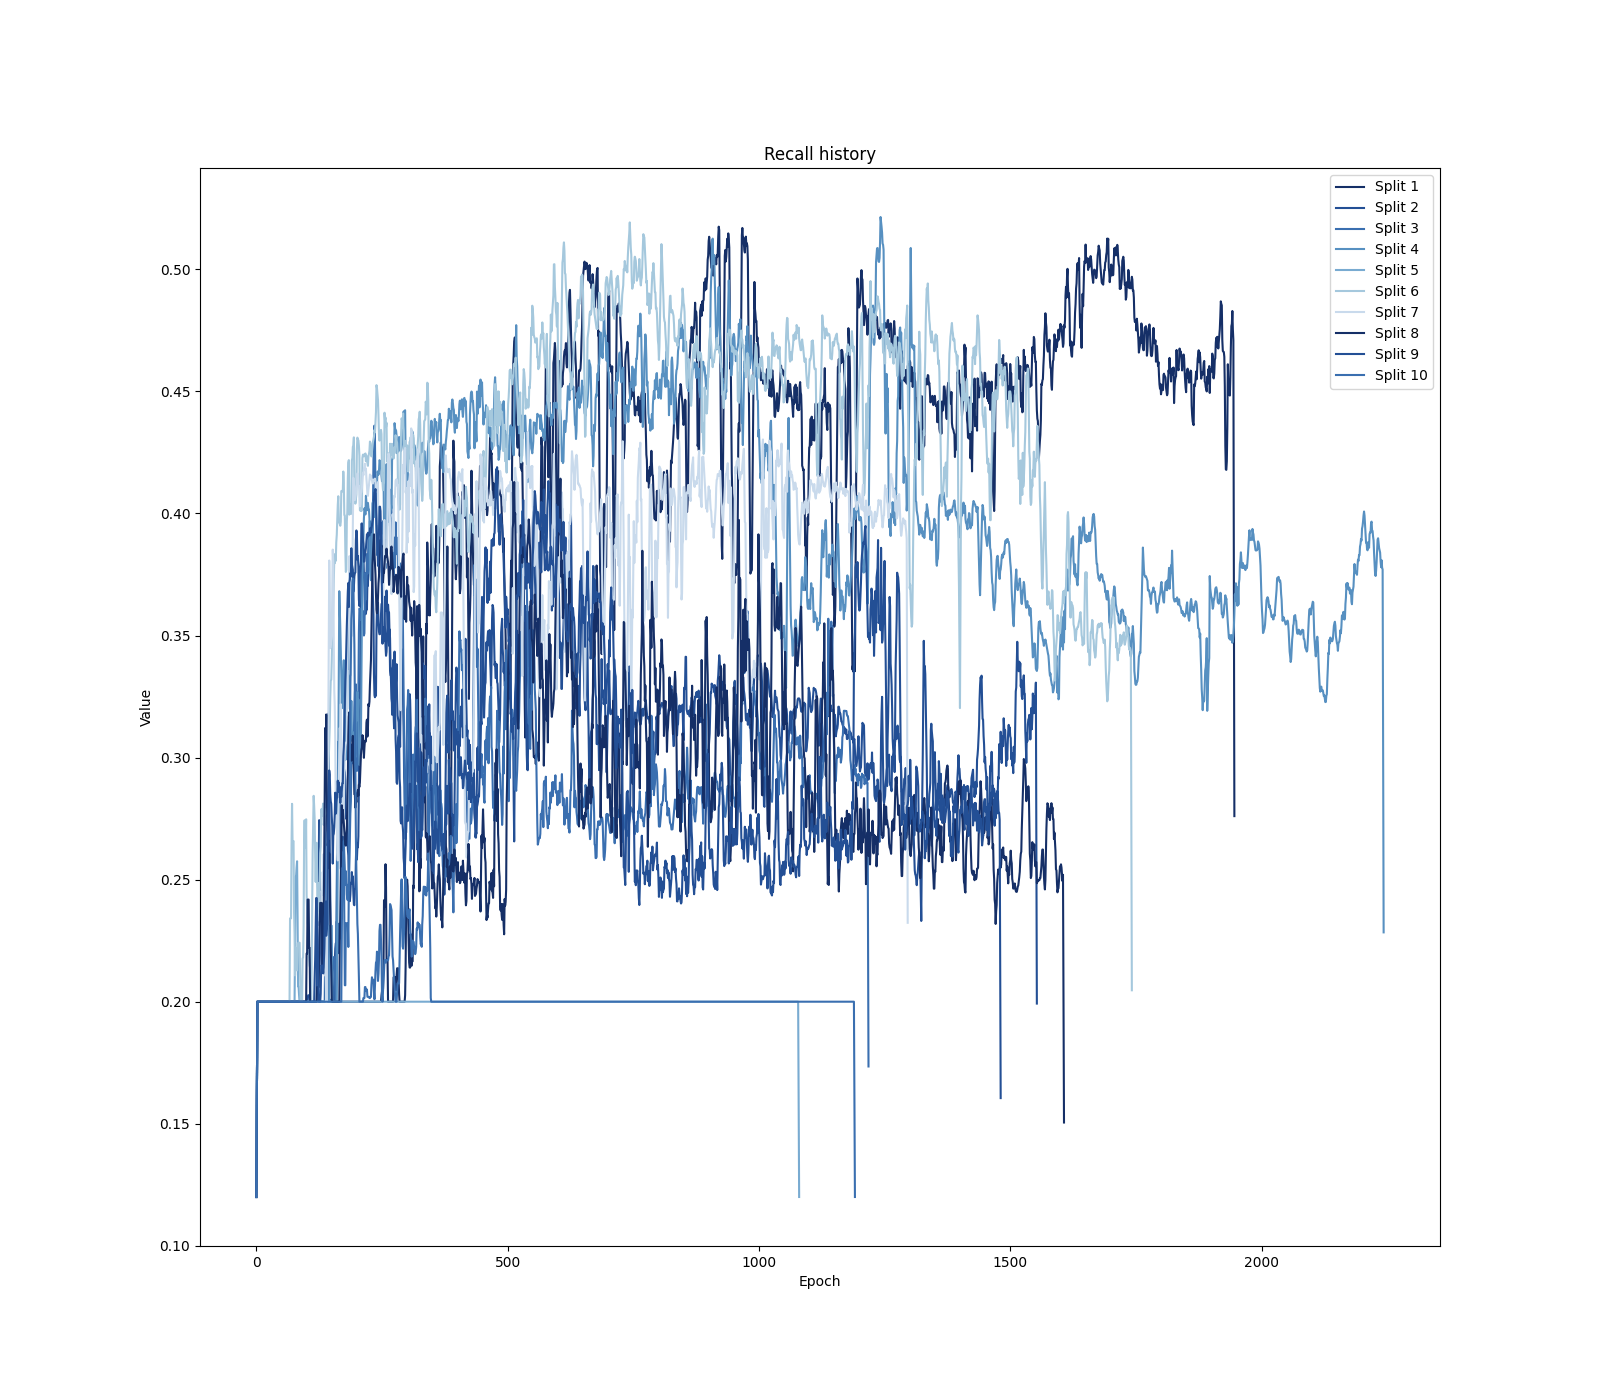 Recall history
Split 1
Split 2
Split 3
Split 4
Split 5
Split 6
Split 7
Split 8
Split 9
Split 10
0.50
0.45
0.40
0.35
0.30
0.25
0.20
0.15
0.10
Value
0 500 1000 1500 2000
Epoch